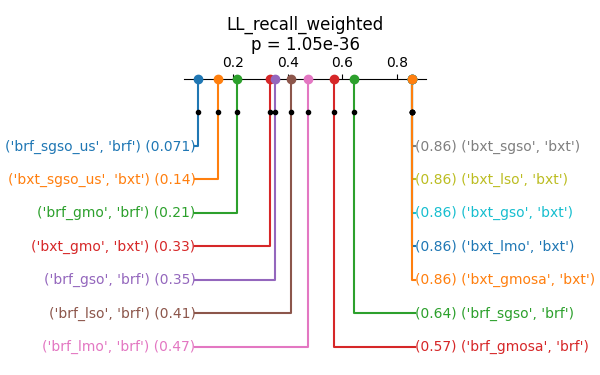 LL_recall_weighted
p = 1.05e-36
0.2 0.4 0.6 0.8
('brf_sgso_us', 'brf') (0.071) (0.86) ('bxt_sgso', 'bxt')
('bxt_sgso_us', 'bxt') (0.14) (0.86) ('bxt_lso', 'bxt')
('brf_gmo', 'brf') (0.21) (0.86) ('bxt_gso', 'bxt')
('bxt_gmo', 'bxt') (0.33) (0.86) ('bxt_lmo', 'bxt')
('brf_gso', 'brf') (0.35) (0.86) ('bxt_gmosa', 'bxt')
('brf_lso', 'brf') (0.41) (0.64) ('brf_sgso', 'brf')
('brf_lmo', 'brf') (0.47) (0.57) ('brf_gmosa', 'brf')